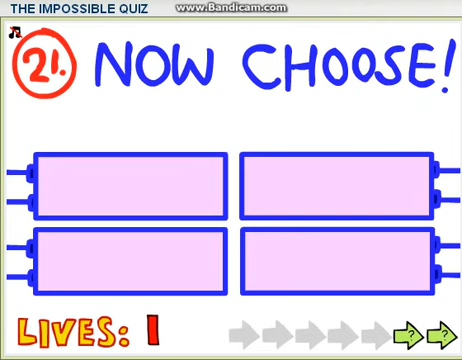 THE IMPOSSIBLE QUIZ
www.Bandicam.com
21. NOW CHOOSE!
LIVES: 1
? ?